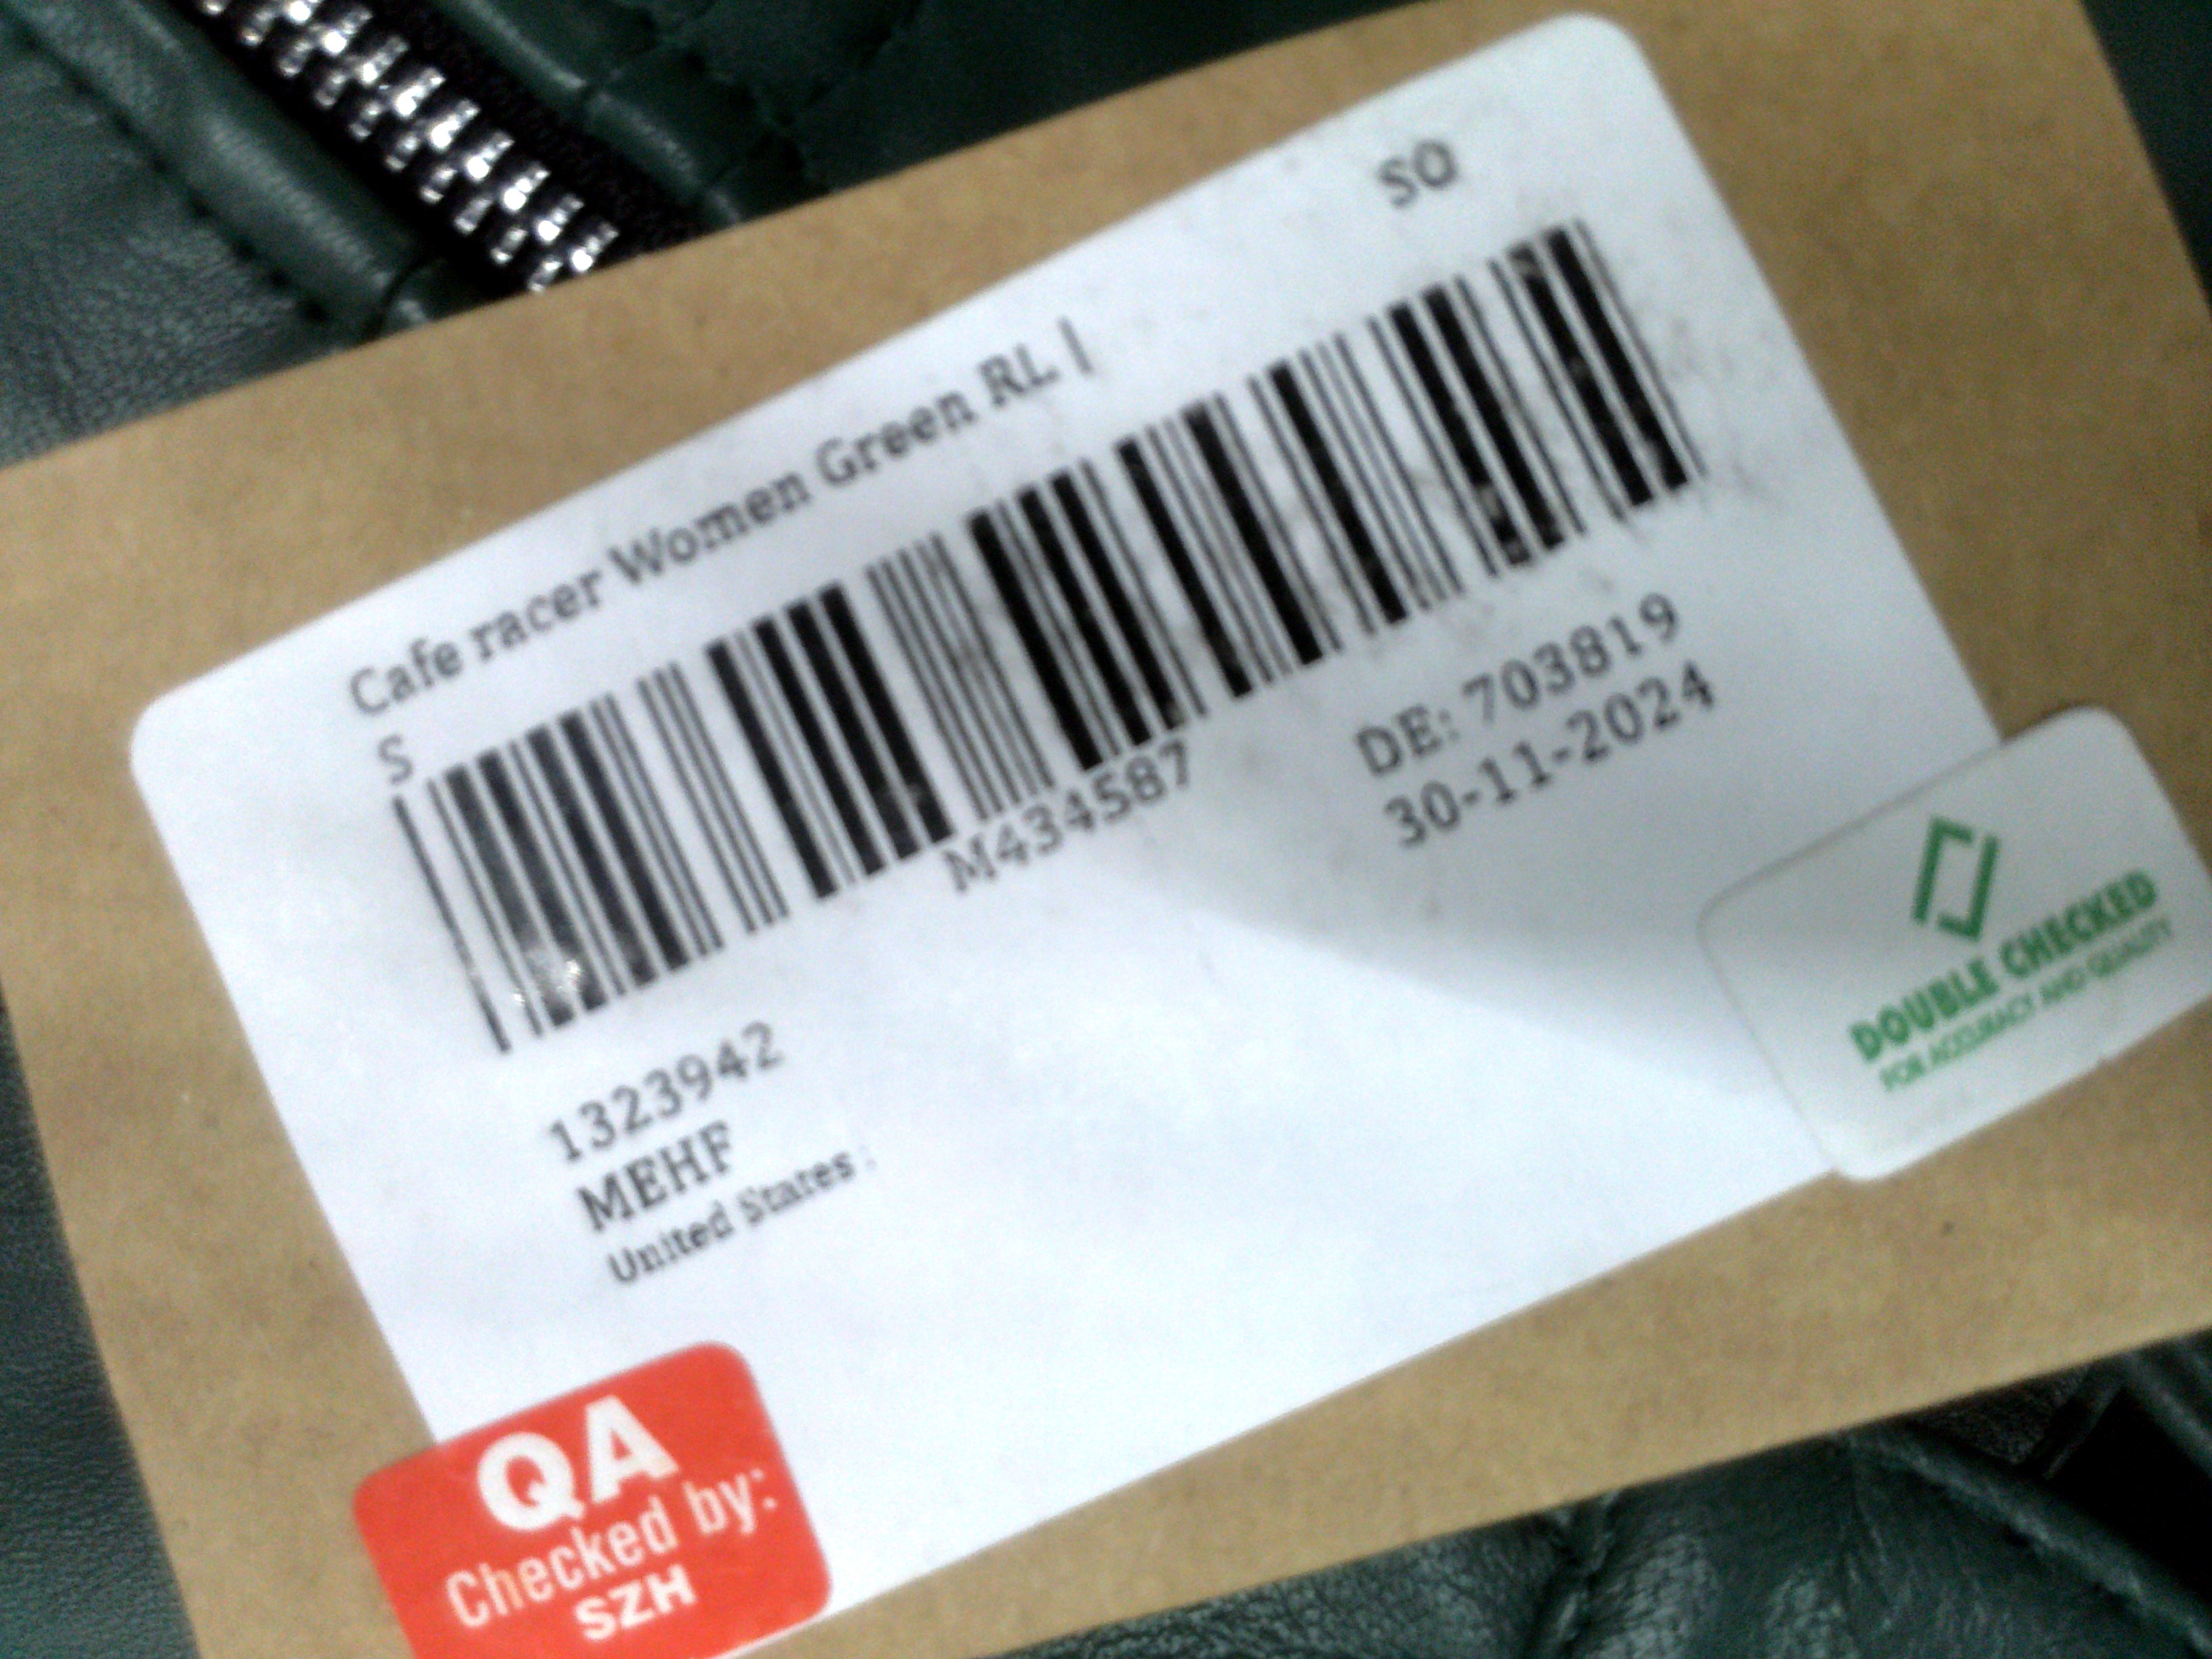 SQ
Cafe racer Women Green RL |
S
M434587
DE: 703819
30-11-2024
1323942
MEHF
United States :
DOUBLE CHECKED
FOR ACCURACY AND QUALITY
QA
Checked by:
SZH